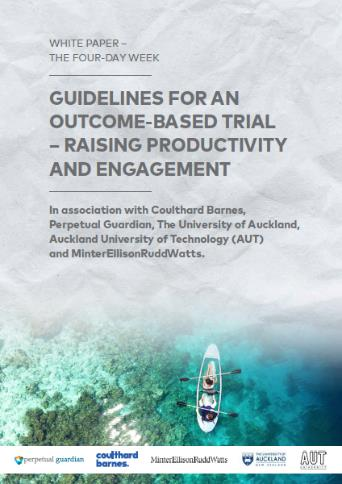 WHITE PAPER –
THE FOUR-DAY WEEK
GUIDELINES FOR AN
OUTCOME-BASED TRIAL
– RAISING PRODUCTIVITY
AND ENGAGEMENT
In association with Coulthard Barnes,
Perpetual Guardian, The University of Auckland,
Auckland University of Technology (AUT)
and MinterEllisonRuddWatts.
perpetual guardian
coulthard
barnes.
MinterEllisonRuddWatts
THE UNIVERSITY OF
AUCKLAND
NEW ZEALAND
AUT
UNIVERSITY